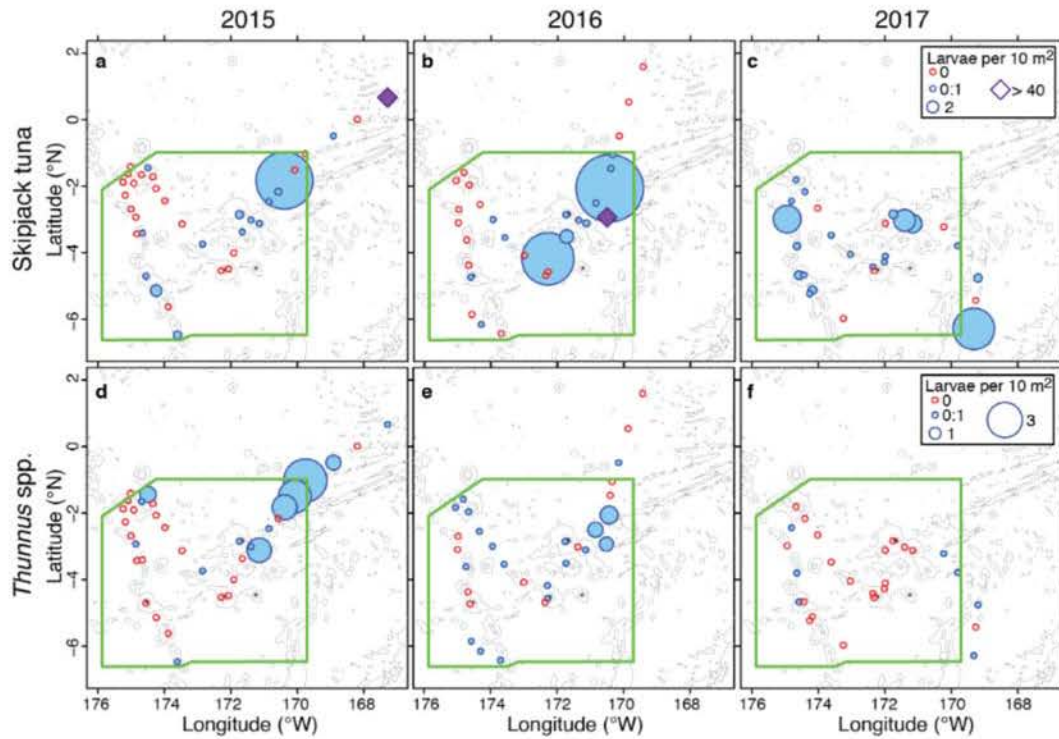 2015 2016 2017
Skipjack tuna
Latitude (°N)
2
0
−2
−4
−6
a
b
c
Larvae per 10 m²
0
0:1
2
> 40
Thunnus spp.
Latitude (°N)
2
0
−2
−4
−6
d
e
f
Larvae per 10 m²
0
0:1
1
3
176 174 172 170 168 176 174 172 170 168 176 174 172 170 168
Longitude (°W) Longitude (°W) Longitude (°W)